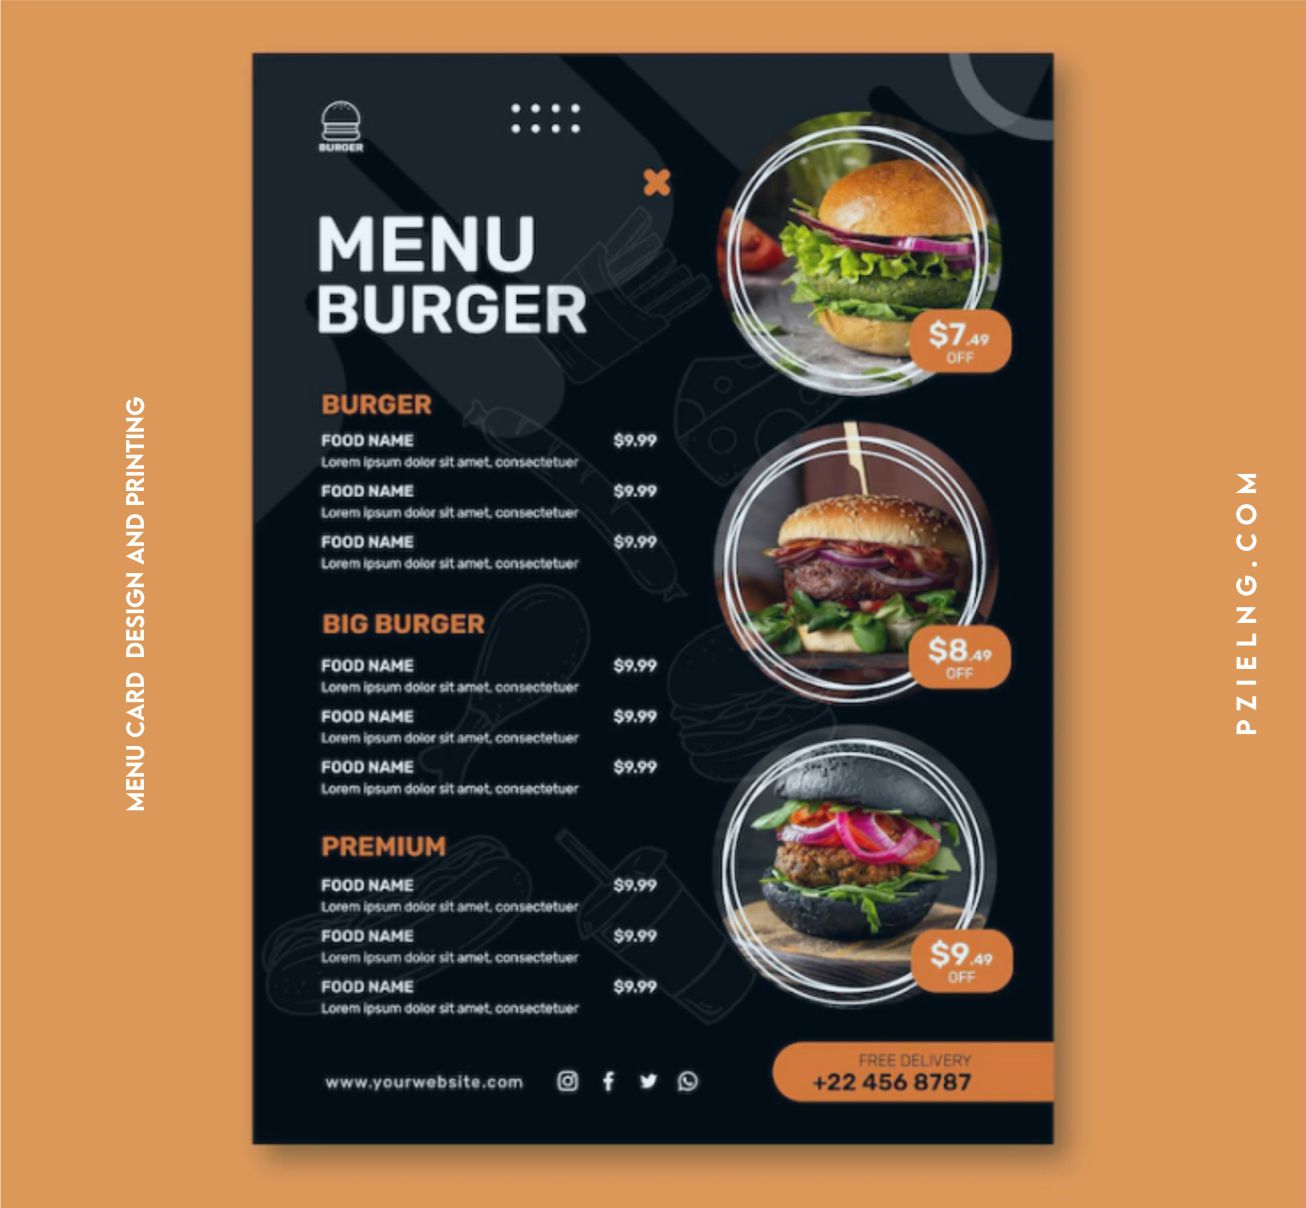 MENU CARD DESIGN AND PRINTING
BURGER
MENU
BURGER
BURGER
FOOD NAME $9.99
Lorem ipsum dolor sit amet, consectetuer
FOOD NAME $9.99
Lorem ipsum dolor sit amet, consectetuer
FOOD NAME $9.99
Lorem ipsum dolor sit amet, consectetuer
BIG BURGER
FOOD NAME $9.99
Lorem ipsum dolor sit amet, consectetuer
FOOD NAME $9.99
Lorem ipsum dolor sit amet, consectetuer
FOOD NAME $9.99
Lorem ipsum dolor sit amet, consectetuer
PREMIUM
FOOD NAME $9.99
Lorem ipsum dolor sit amet, consectetuer
FOOD NAME $9.99
Lorem ipsum dolor sit amet, consectetuer
FOOD NAME $9.99
Lorem ipsum dolor sit amet, consectetuer
www.yourwebsite.com
$7.49
OFF
$8.49
OFF
$9.49
OFF
FREE DELIVERY
+22 456 8787
PZIELNG.COM